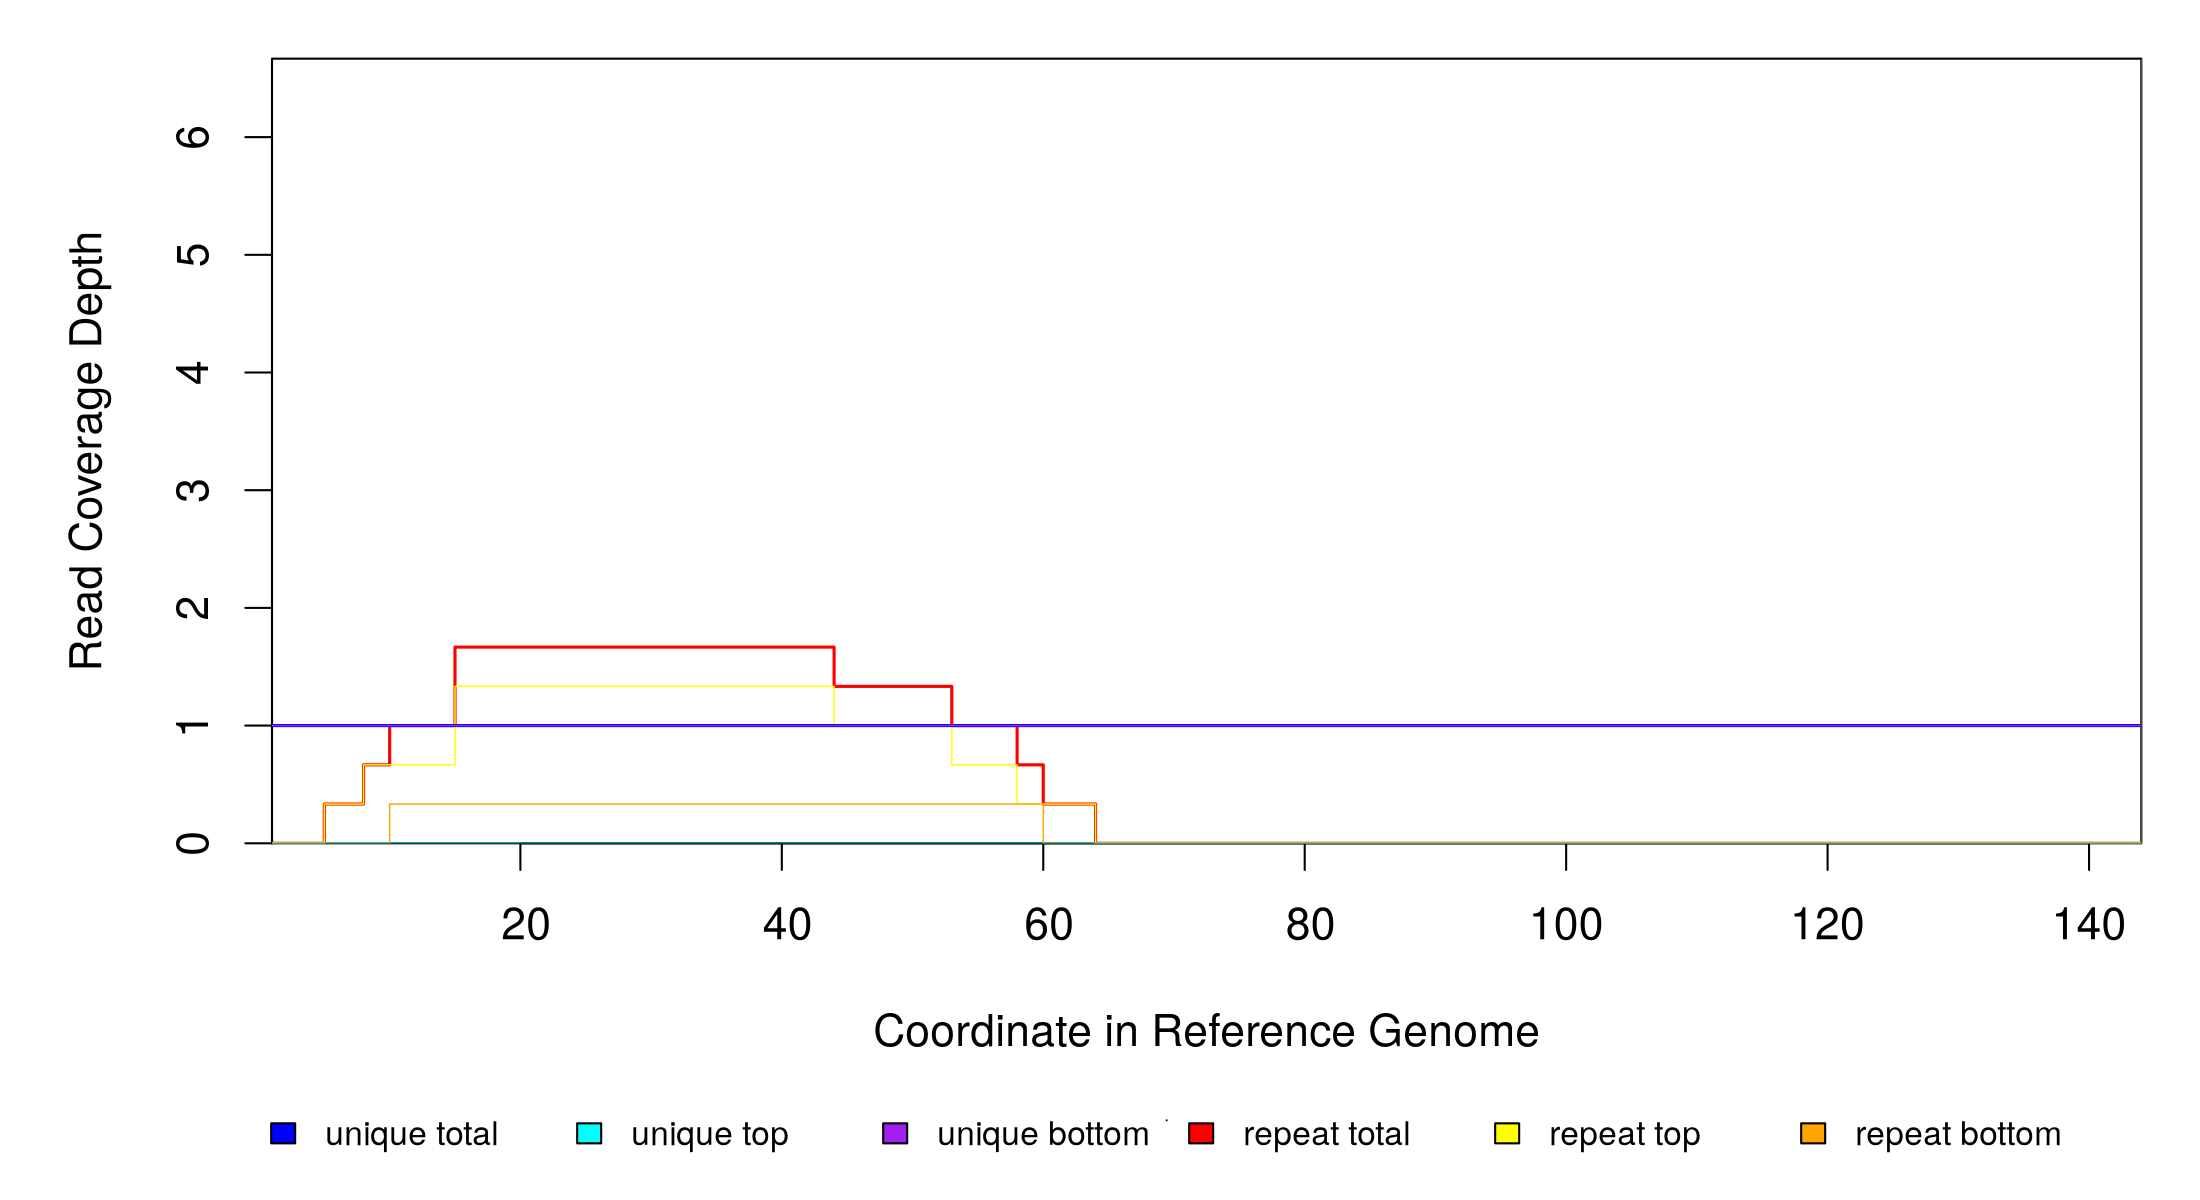 Read Coverage Depth
6
5
4
3
2
1
0
20 40 60 80 100 120 140
Coordinate in Reference Genome
unique total unique top unique bottom repeat total repeat top repeat bottom